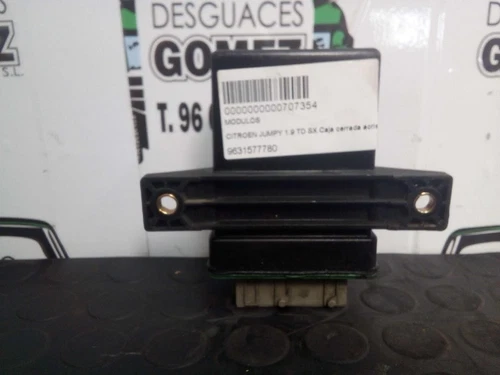 DESGUACES
GOMEZ
S.L.
T. 96
0000000000707354
MODULOS
CITROEN JUMPY 1.9 TD SX Caja cerrada
9631577780